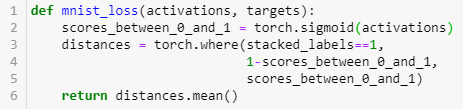 1 def mnist_loss(activations, targets):
2     scores_between_0_and_1 = torch.sigmoid(activations)
3     distances = torch.where(stacked_labels==1,
4                             1-scores_between_0_and_1,
5                             scores_between_0_and_1)
6     return distances.mean()